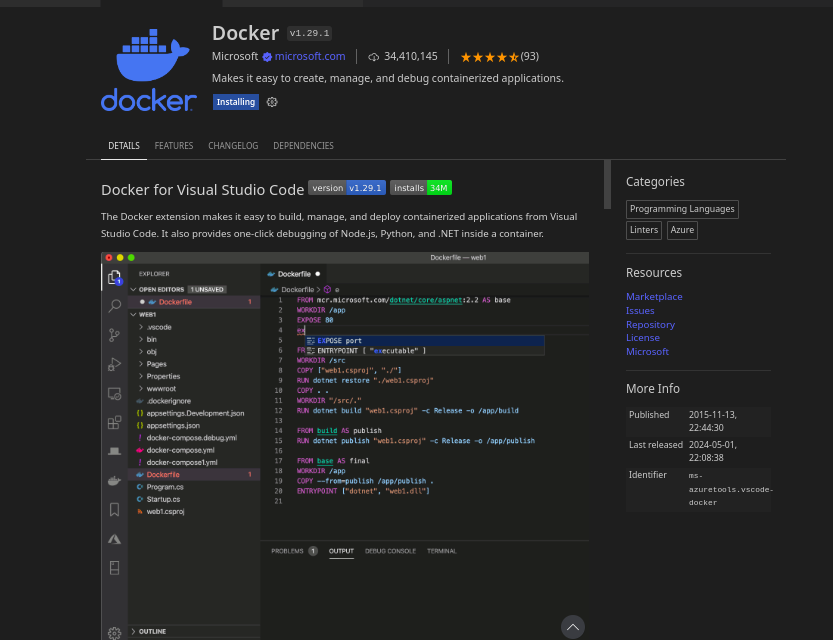 Docker v1.29.1
Microsoft microsoft.com 34,410,145 (93)
Makes it easy to create, manage, and debug containerized applications.
Installing
docker
DETAILS FEATURES CHANGELOG DEPENDENCIES
Docker for Visual Studio Code version v1.29.1 installs 34M
The Docker extension makes it easy to build, manage, and deploy containerized applications from Visual
Studio Code. It also provides one-click debugging of Node.js, Python, and .NET inside a container.
Dockerfile — web1
EXPLORER
OPEN EDITORS 1 UNSAVED
Dockerfile 1
WEB1
.vscode
bin
obj
Pages
Properties
wwwroot
.dockerignore
appsettings.Development.json
appsettings.json
docker-compose.debug.yml
docker-compose.yml
docker-compose1.yml
Dockerfile 1
Program.cs
Startup.cs
web1.csproj
OUTLINE
Dockerfile
Dockerfile > e
1 FROM mcr.microsoft.com/dotnet/core/aspnet:2.2 AS base
2 WORKDIR /app
3 EXPOSE 80
4 ex
5 EXPOSE port
6 FR ENTRYPOINT [ "executable" ]
7 WORKDIR /src
8 COPY ["web1.csproj", "./"]
9 RUN dotnet restore "./web1.csproj"
10 COPY . .
11 WORKDIR "/src/."
12 RUN dotnet build "web1.csproj" -c Release -o /app/build
13
14 FROM build AS publish
15 RUN dotnet publish "web1.csproj" -c Release -o /app/publish
16
17 FROM base AS final
18 WORKDIR /app
19 COPY --from=publish /app/publish .
20 ENTRYPOINT ["dotnet", "web1.dll"]
21
PROBLEMS 1 OUTPUT DEBUG CONSOLE TERMINAL
Categories
Programming Languages
Linters Azure
Resources
Marketplace
Issues
Repository
License
Microsoft
More Info
Published 2015-11-13,
22:44:30
Last released 2024-05-01,
22:08:38
Identifier ms-
azuretools.vscode-
docker